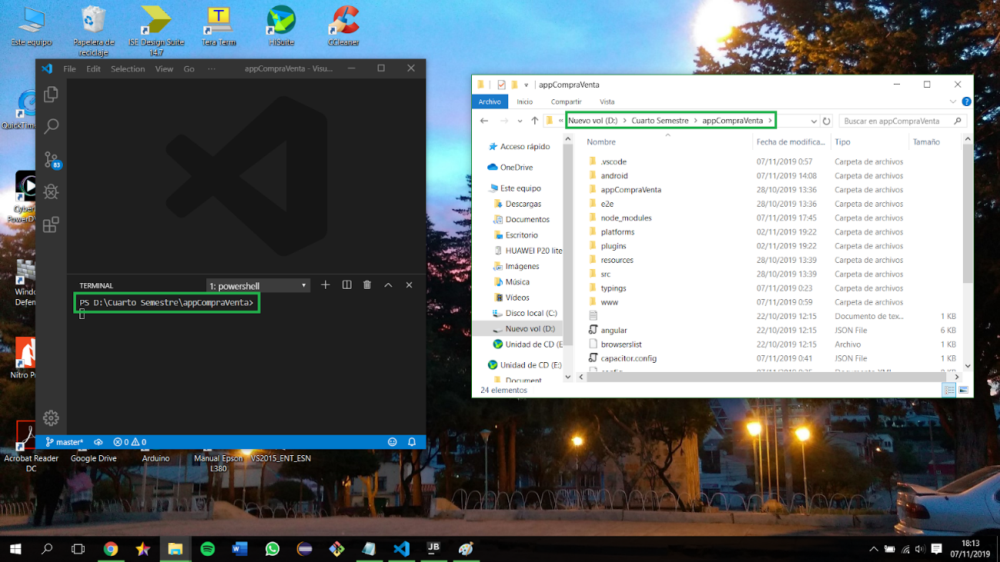 Este equipo
Papelera de
reciclaje
ISE Design Suite
14.7
Tera Term
HiSuite
CCleaner
File Edit Selection View Go ··· appCompraVenta - Visu...
83
TERMINAL
1: powershell
PS D:\Cuarto Semestre\appCompraVenta>
master* 0 0
QuickTim
Cyber
PowerD
Windo
Defen
Nitro P
Acrobat Reader
DC
Google Drive
Arduino
Manual Epson
L380
VS2015_ENT_ESN
appCompraVenta
Archivo Inicio Compartir Vista
« Nuevo vol (D:) > Cuarto Semestre > appCompraVenta >
Buscar en appCompraVenta
Acceso rápido
OneDrive
Este equipo
Descargas
Documentos
Escritorio
HUAWEI P20 lite
Imágenes
Música
Vídeos
Disco local (C:)
Nuevo vol (D:)
Unidad de CD (E
Unidad de CD (E:)
Document
Nombre Fecha de modifica... Tipo Tamaño
.vscode 07/11/2019 0:57 Carpeta de archivos
android 07/11/2019 14:08 Carpeta de archivos
appCompraVenta 28/10/2019 13:36 Carpeta de archivos
e2e 28/10/2019 13:36 Carpeta de archivos
node_modules 07/11/2019 17:45 Carpeta de archivos
platforms 02/11/2019 19:22 Carpeta de archivos
plugins 02/11/2019 19:22 Carpeta de archivos
resources 28/10/2019 13:39 Carpeta de archivos
src 28/10/2019 13:39 Carpeta de archivos
typings 07/11/2019 0:23 Carpeta de archivos
www 07/11/2019 0:59 Carpeta de archivos
22/10/2019 12:15 Documento de tex... 1 KB
angular 22/10/2019 12:15 JSON File 6 KB
browserslist 22/10/2019 12:15 Archivo 1 KB
capacitor.config 07/11/2019 0:41 JSON File 1 KB
24 elementos
18:13
07/11/2019